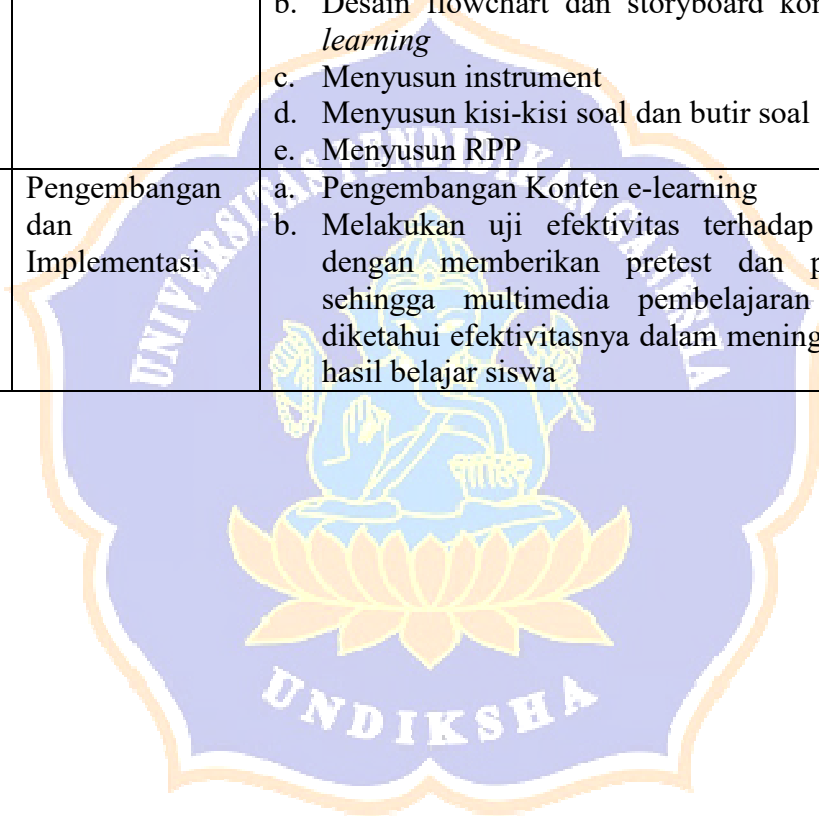 b. Desain flowchart dan storyboard
learning
c. Menyusun instrument
d. Menyusun kisi-kisi soal dan butir soal
e. Menyusun RPP
Pengembangan
dan
Implementasi
a. Pengembangan Konten e-learning
b. Melakukan uji efektivitas terhadap
dengan memberikan pretest dan p
sehingga multimedia pembelajaran
diketahui efektivitasnya dalam mening
hasil belajar siswa
UNIVERSITAS PENDIDIKAN GANESHA
UNDIKSHA